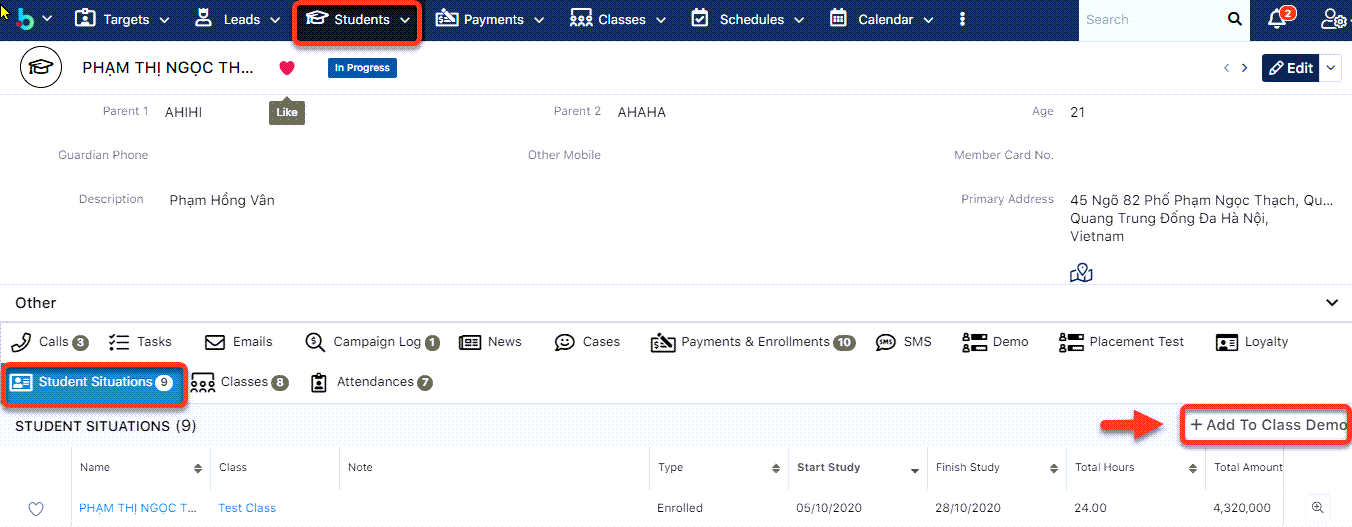 Targets Leads Students Payments Classes Schedules Calendar Search 2
PHẠM THỊ NGỌC TH... In Progress Edit
Like
Parent 1 AHIHI Parent 2 AHAHA Age 21
Guardian Phone Other Mobile Member Card No.
Description Phạm Hồng Vân Primary Address 45 Ngõ 82 Phố Phạm Ngọc Thạch, Qu...
Quang Trung Đống Đa Hà Nội,
Vietnam
Other
Calls 3 Tasks Emails Campaign Log 1 News Cases Payments & Enrollments 10 SMS SMS Demo Placement Test Loyalty
Student Situations 9 Classes 8 Attendances 7
STUDENT SITUATIONS (9) + Add To Class Demo
Name Class Note Type Start Study Finish Study Total Hours Total Amount
PHẠM THỊ NGỌC T... Test Class Enrolled 05/10/2020 28/10/2020 24.00 4,320,000